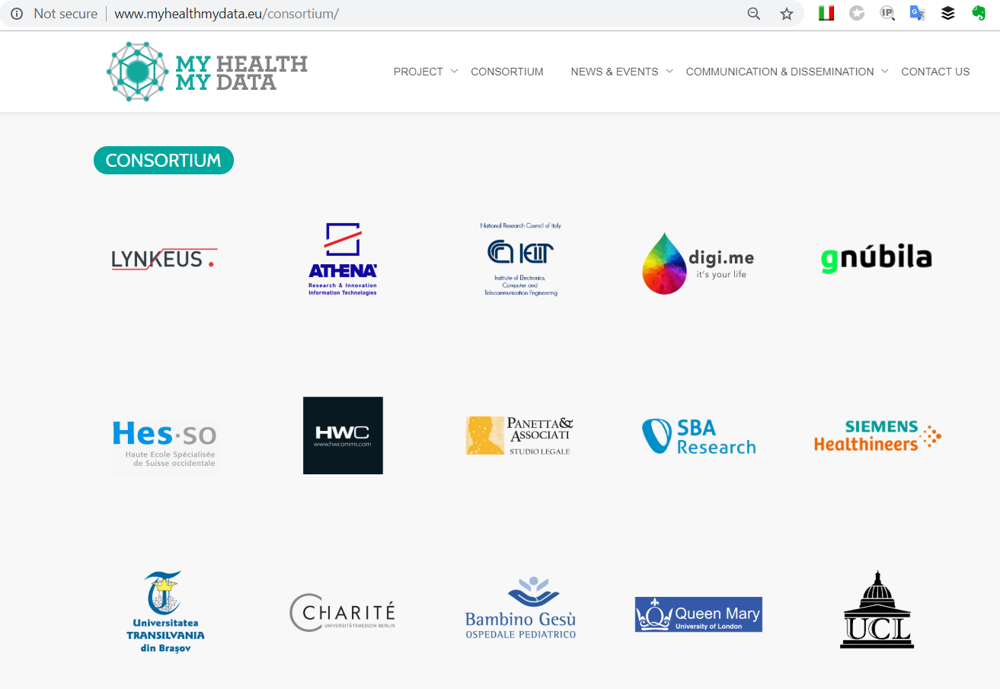 Not secure
www.myhealthmydata.eu/consortium/
IP
MY HEALTH
MY DATA
PROJECT
CONSORTIUM
NEWS & EVENTS
COMMUNICATION & DISSEMINATION
CONTACT US
CONSORTIUM
LYNKEUS
ATHENA
Research & Innovation
Information Technologies
National Research Council of Italy
Institute of Electronics,
Computer and
Telecommunication Engineering
digi.me
it's your life
gnúbila
Hes·so
Haute Ecole Spécialisée
de Suisse occidentale
HWC
www.hwcomms.com
PANETTA&
ASSOCIATI
STUDIO LEGALE
SBA
Research
SIEMENS
Healthineers
Universitatea
TRANSILVANIA
din Braşov
CHARITÉ
UNIVERSITÄTSMEDIZIN BERLIN
Bambino Gesù
OSPEDALE PEDIATRICO
Queen Mary
University of London
UCL